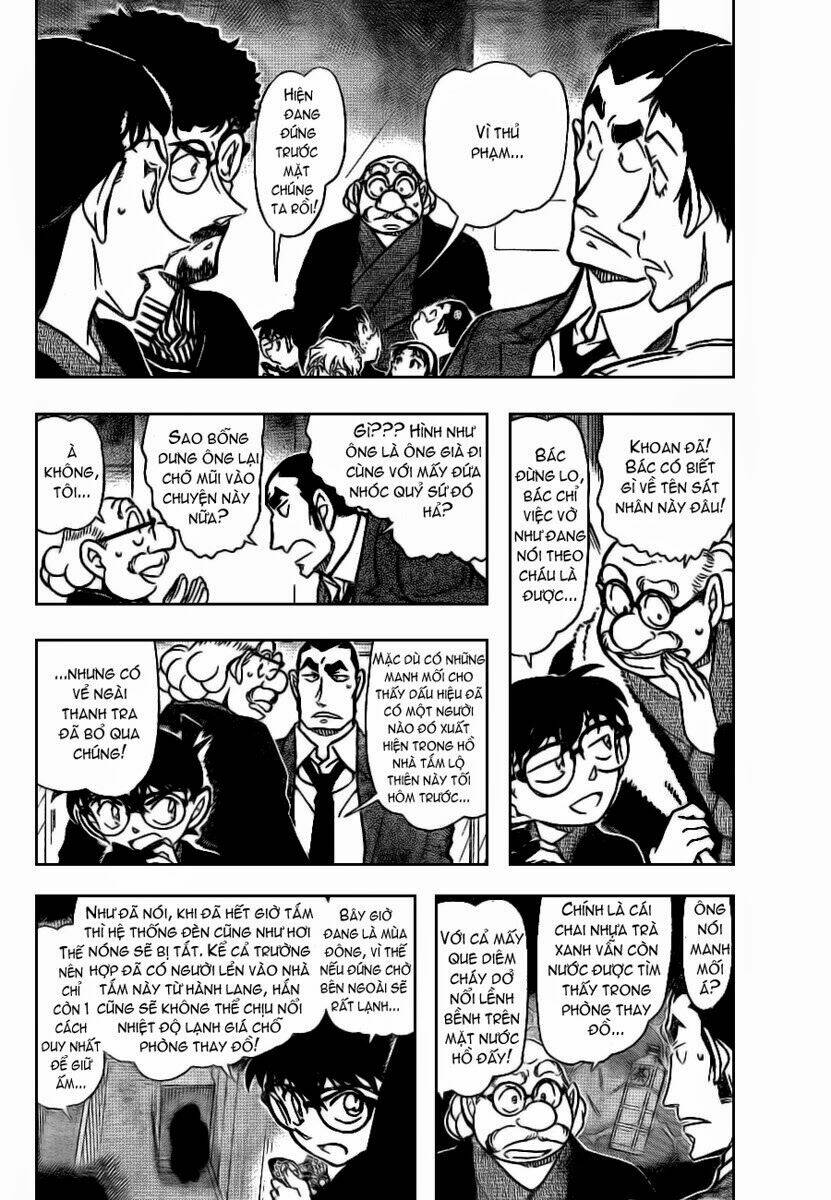 VÌ THỦ
PHẠM...
HIỆN
ĐANG
ĐỨNG
TRƯỚC
MẶT
CHÚNG
TA RỒI!
KHOAN ĐÃ!
BÁC CÓ BIẾT
GÌ VỀ TÊN SÁT
NHÂN NÀY ĐÂU!
BÁC
ĐỪNG LO,
BÁC CHỈ
VIỆC VỜ
NHƯ ĐANG
NÓI THEO
CHÁU LÀ
ĐƯỢC...
GÌ??? HÌNH NHƯ
ÔNG LÀ ÔNG GIÀ ĐI
CÙNG VỚI MẤY ĐỨA
NHÓC QUỶ SỨ ĐÓ
HẢ?
SAO BỖNG
DƯNG ÔNG LẠI
CHÕ MŨI VÀO
CHUYỆN NÀY
NỮA?
À
KHÔNG,
TÔI...
MẶC DÙ CÓ NHỮNG
MANH MỐI CHO
THẤY DẤU HIỆU ĐÃ
CÓ MỘT NGƯỜI
NÀO ĐÓ XUẤT
HIỆN TRONG HỒ
NHÀ TẮM LỘ
THIÊN NÀY TỐI
HÔM TRƯỚC...
...NHƯNG CÓ
VẺ NGÀI
THANH TRA
ĐÃ BỎ QUA
CHÚNG!
ÔNG
NÓI
MANH
MỐI
Á?
CHÍNH LÀ CÁI
CHAI NHỰA TRÀ
XANH VẪN CÒN
NƯỚC ĐƯỢC TÌM
THẤY TRONG
PHÒNG THAY
ĐỒ...
VỚI CẢ MẤY
QUE DIÊM
CHÁY DỞ
NỔI LỀNH
BỀNH TRÊN
MẶT NƯỚC
HỒ ĐẤY!
BÂY GIỜ
ĐANG LÀ MÙA
ĐÔNG, VÌ THẾ
NẾU ĐỨNG CHỜ
BÊN NGOÀI SẼ
RẤT LẠNH...
NHƯ ĐÃ NÓI, KHI ĐÃ HẾT GIỜ TẮM
THÌ HỆ THỐNG ĐÈN CŨNG NHƯ HƠI
NÓNG SẼ BỊ TẮT. KỂ CẢ TRƯỜNG
HỢP ĐÃ CÓ NGƯỜI LẺN VÀO NHÀ
TẮM NÀY TỪ HÀNH LANG, HẮN
CŨNG SẼ KHÔNG THỂ CHỊU NỔI
NHIỆT ĐỘ LẠNH GIÁ CHỖ
PHÒNG THAY ĐỒ!
THẾ
NÊN
CHỈ
CÒN 1
CÁCH
DUY NHẤT
ĐỂ GIỮ
ẤM...